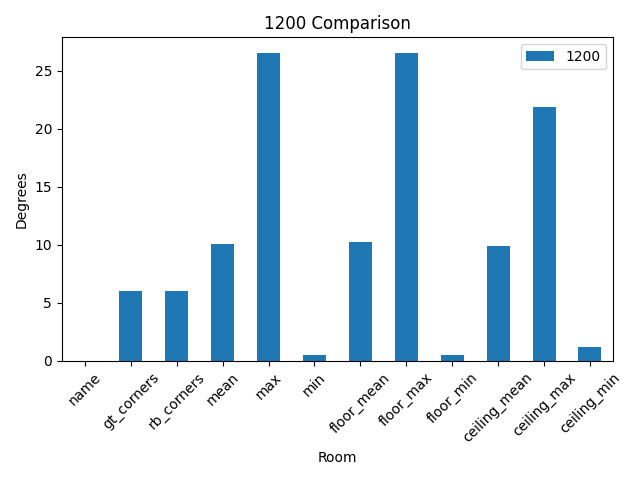 1200 Comparison
1200
Degrees
25
20
15
10
5
0
name
gt_corners
rb_corners
mean
max
min
floor_mean
floor_max
floor_min
ceiling_mean
ceiling_max
ceiling_min
Room